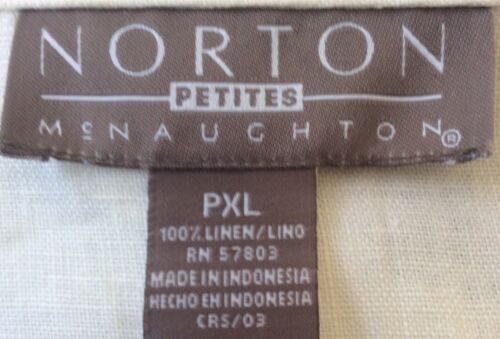 NORTON
PETITES
McNAUGHTON®
PXL
100% LINEN/LINO
RN 57803
MADE IN INDONESIA
HECHO EN INDONESIA
CRS/03